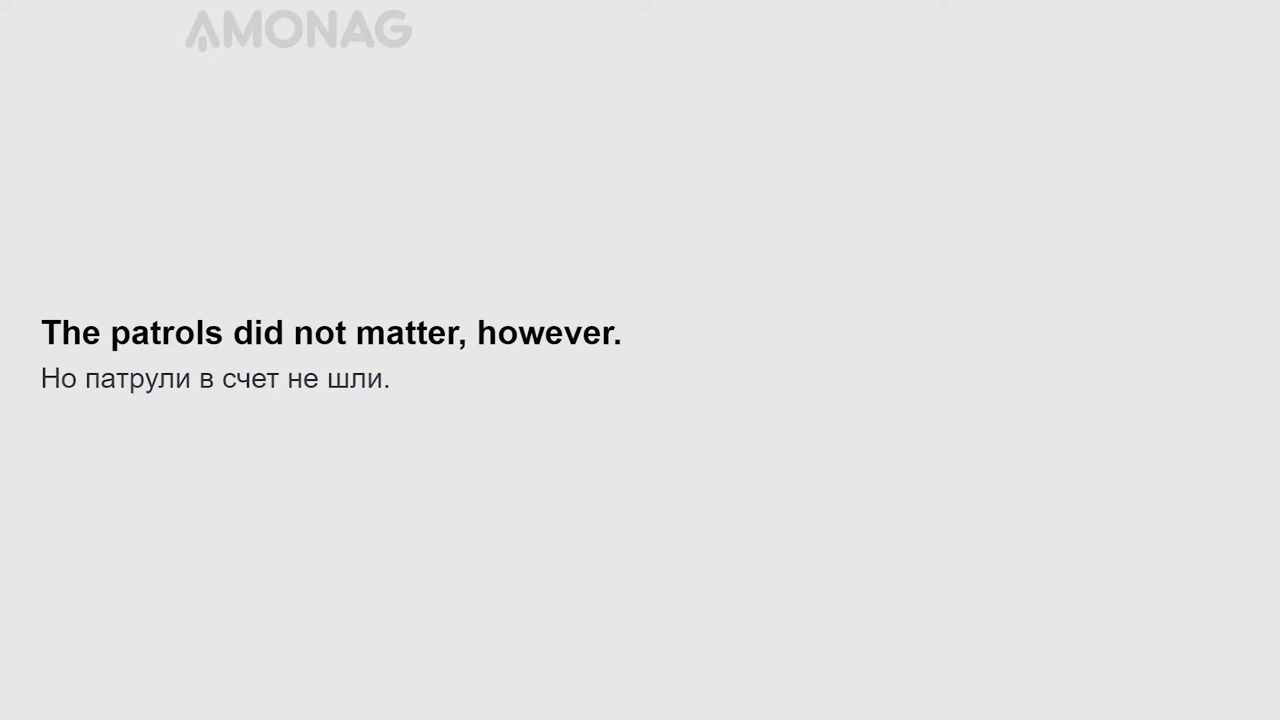 AMONAG
The patrols did not matter, however.
Но патрули в счет не шли.